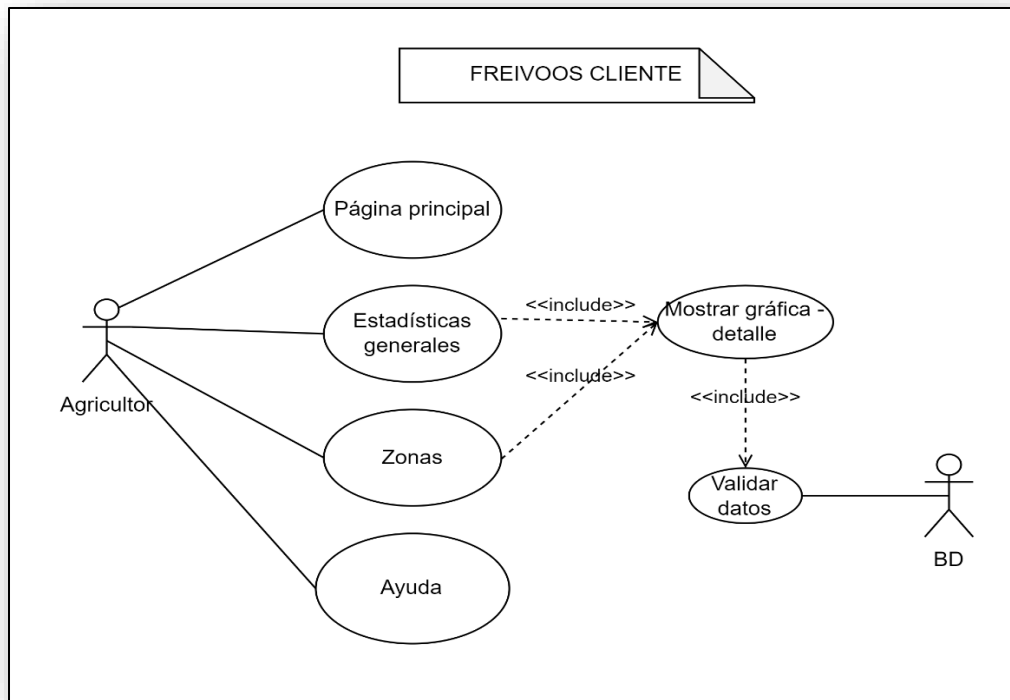 FREIVOOS CLIENTE
Página principal
Estadísticas
generales
<<include>>
Mostrar gráfica -
detalle
<<include>>
<<include>>
Agricultor
Zonas
Validar
datos
BD
Ayuda